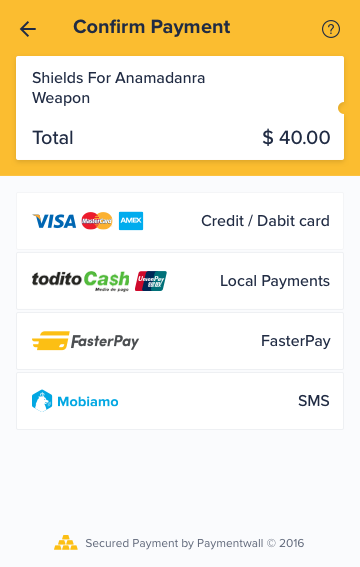 Confirm Payment
?
Shields For Anamadanra
Weapon
Total $ 40.00
VISA MasterCard AMEX Credit / Dabit card
todito Cash Medio de pago UnionPay 银联 Local Payments
FasterPay FasterPay
Mobiamo SMS
Secured Payment by Paymentwall © 2016